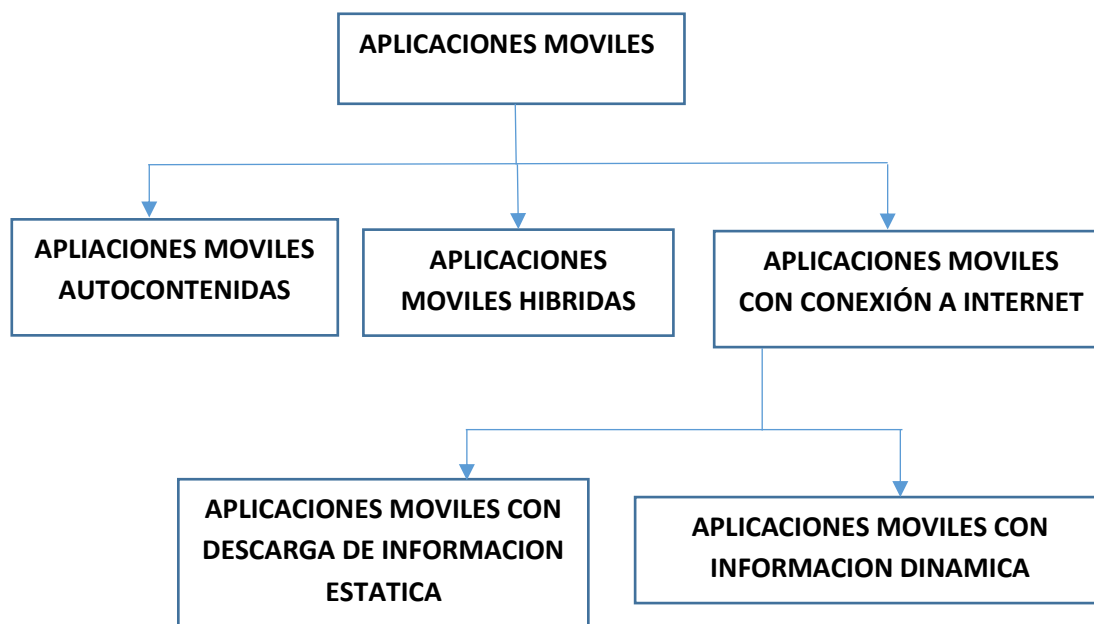 APLICACIONES MOVILES
APLIACIONES MOVILES
AUTOCONTENIDAS
APLICACIONES
MOVILES HIBRIDAS
APLICACIONES MOVILES
CON CONEXIÓN A INTERNET
APLICACIONES MOVILES CON
DESCARGA DE INFORMACION
ESTATICA
APLICACIONES MOVILES CON
INFORMACION DINAMICA